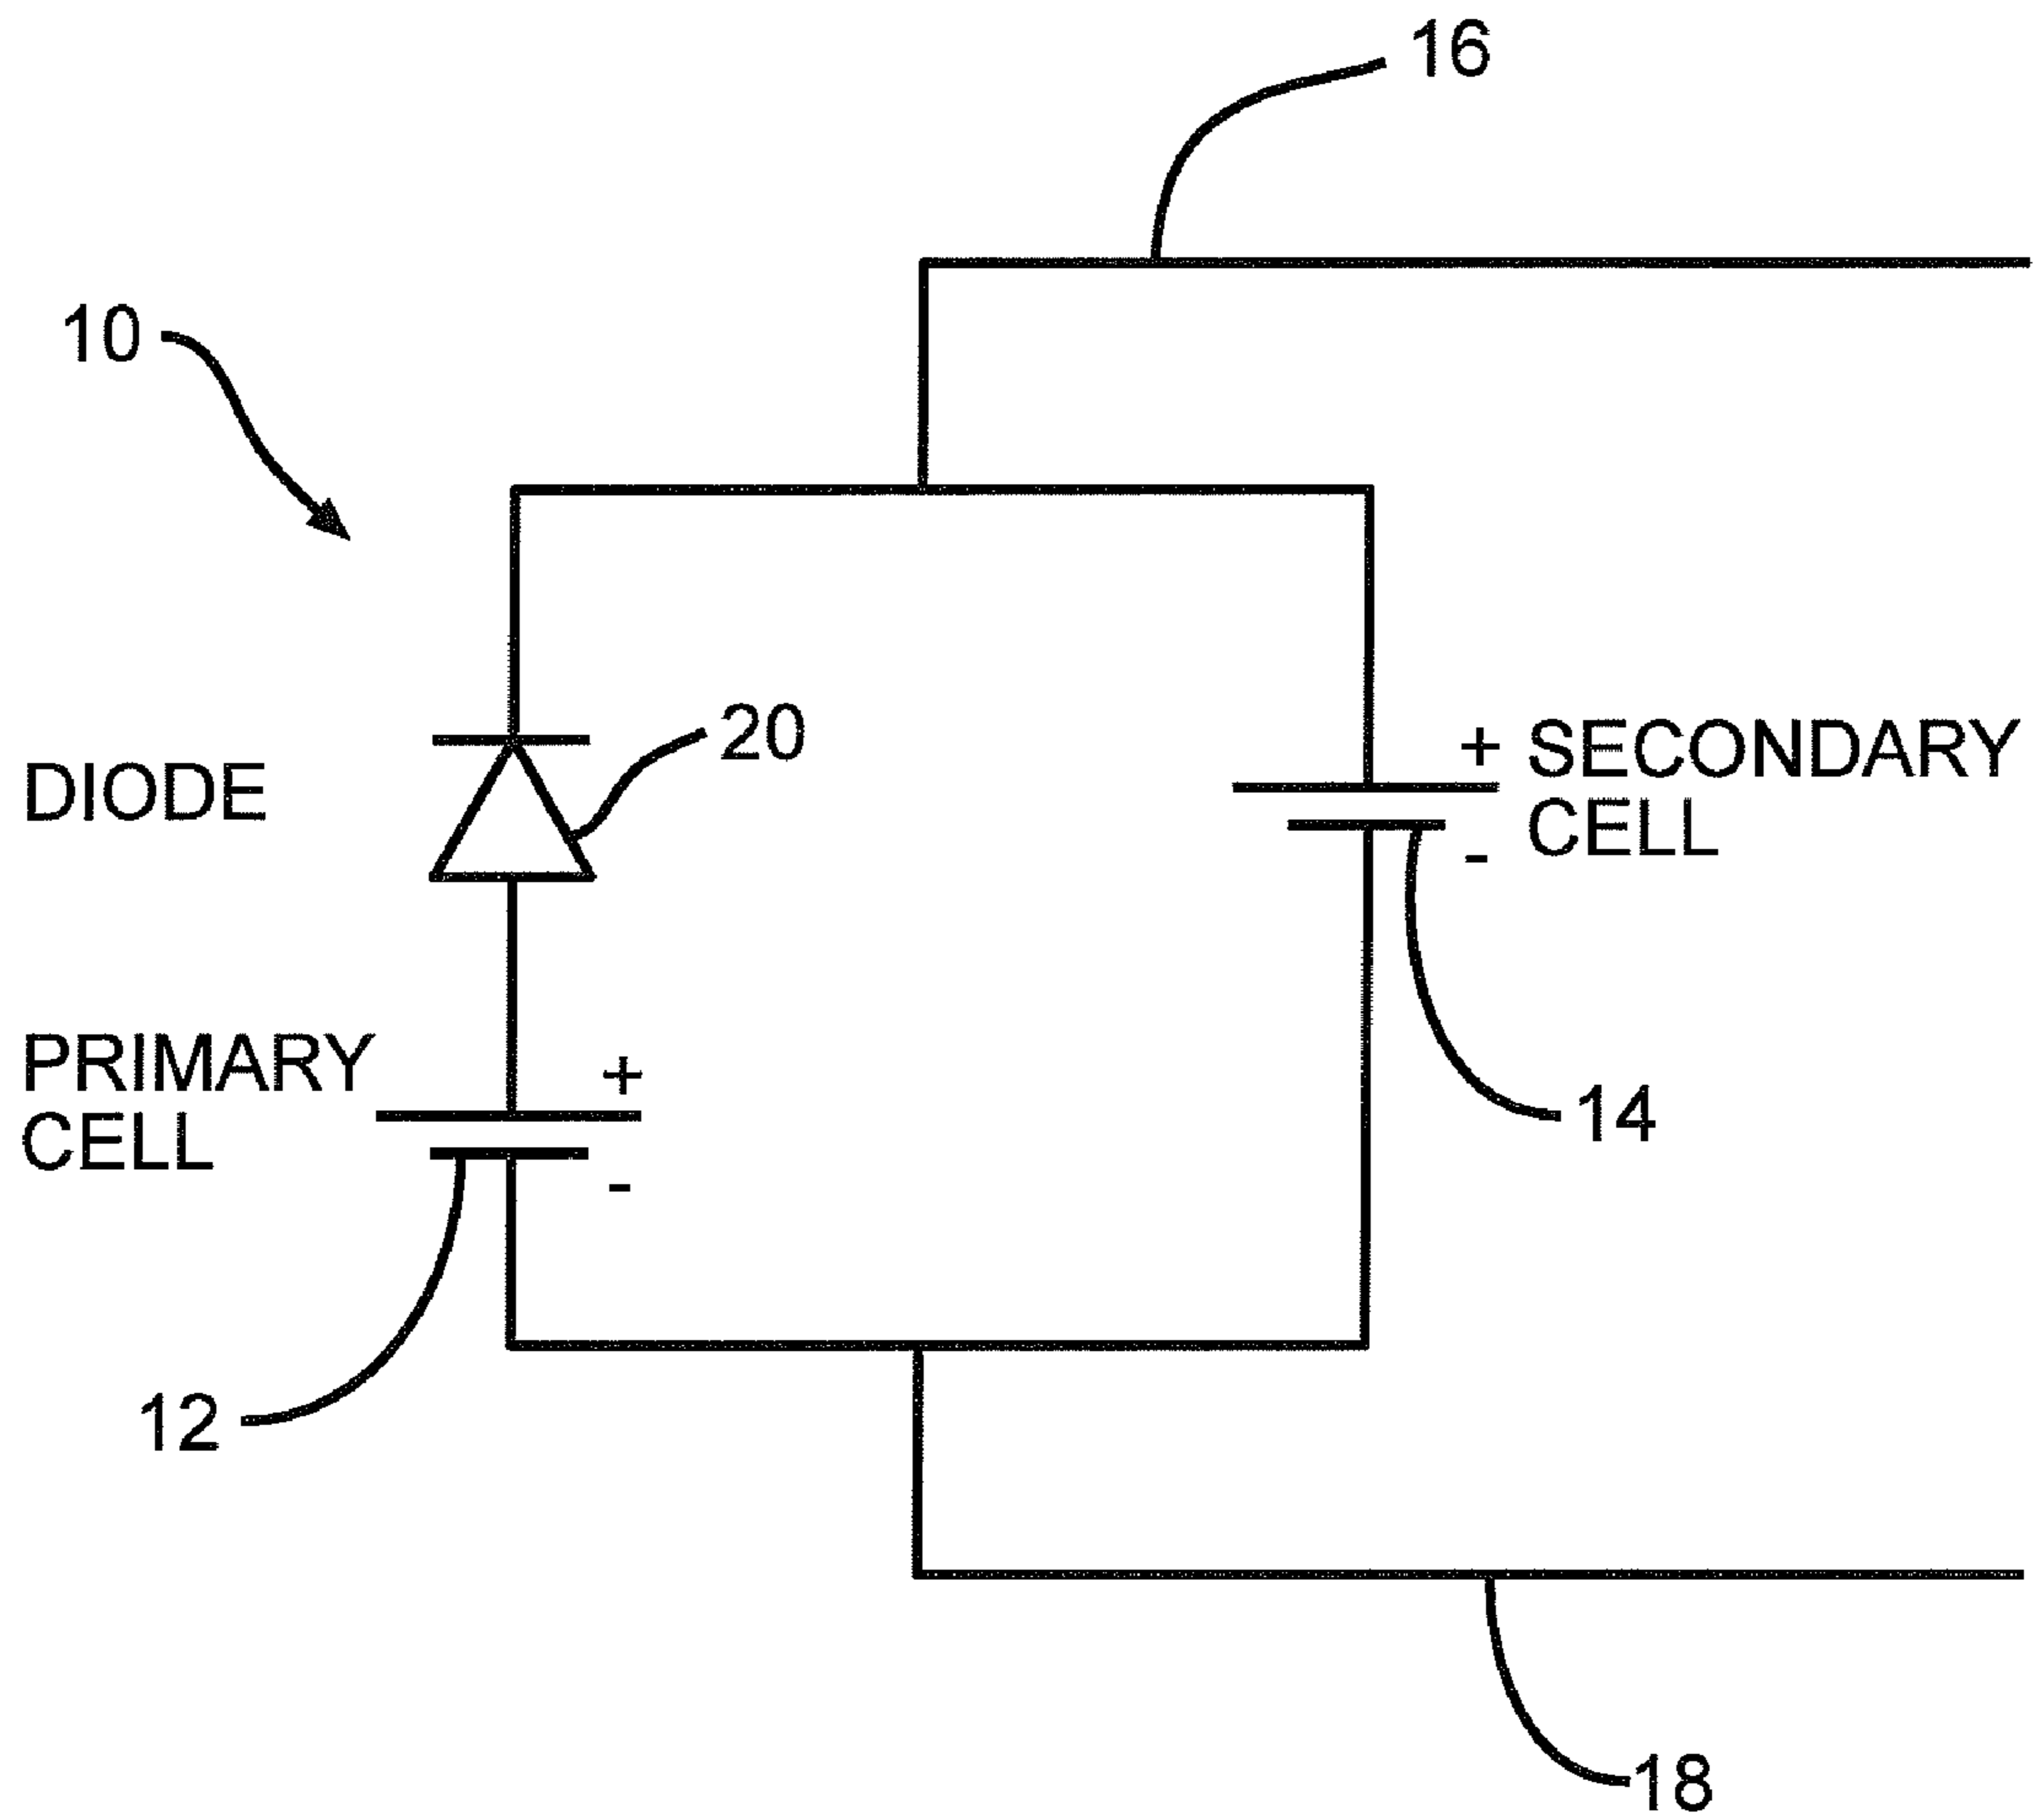 16
10
20
DIODE
+ SECONDARY
CELL
-
PRIMARY
CELL
+
-
14
12
18